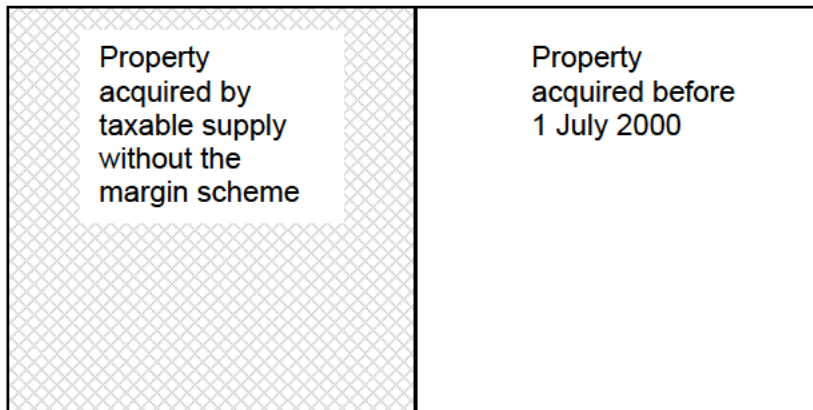 Property
acquired by
taxable supply
without the
margin scheme
Property
acquired before
1 July 2000